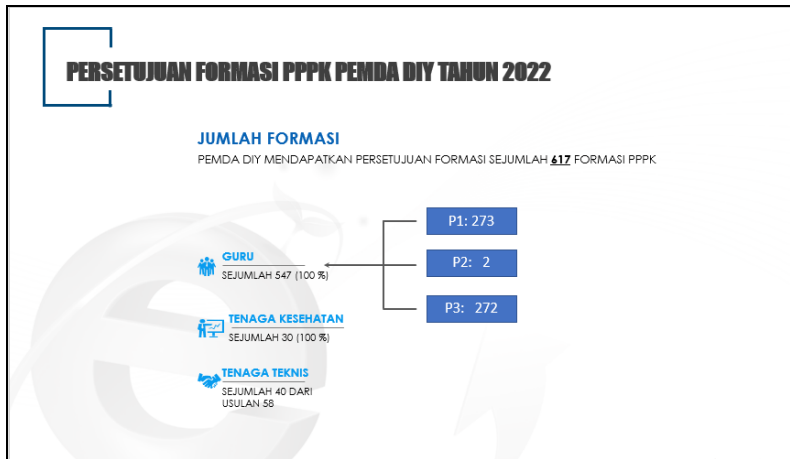 PERSETUJUAN FORMASI PPPK PEMDA DIY TAHUN 2022
JUMLAH FORMASI
PEMDA DIY MENDAPATKAN PERSETUJUAN FORMASI SEJUMLAH 617 FORMASI PPPK
GURU
SEJUMLAH 547 (100 %)
P1: 273
P2: 2
P3: 272
TENAGA KESEHATAN
SEJUMLAH 30 (100 %)
TENAGA TEKNIS
SEJUMLAH 40 DARI
USULAN 58